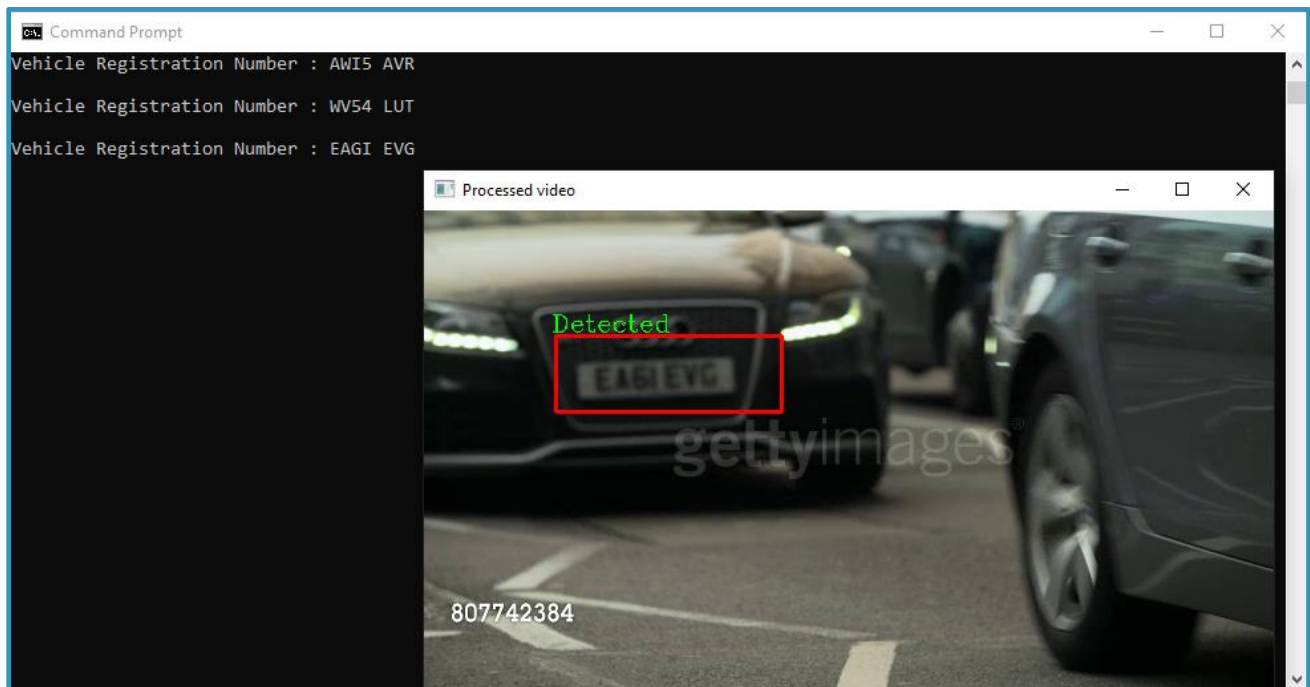 Command Prompt
Vehicle Registration Number : AWI5 AVR
Vehicle Registration Number : WV54 LUT
Vehicle Registration Number : EAGI EVG
Processed video
Detected
EA61 EVG
gettyimages®
807742384